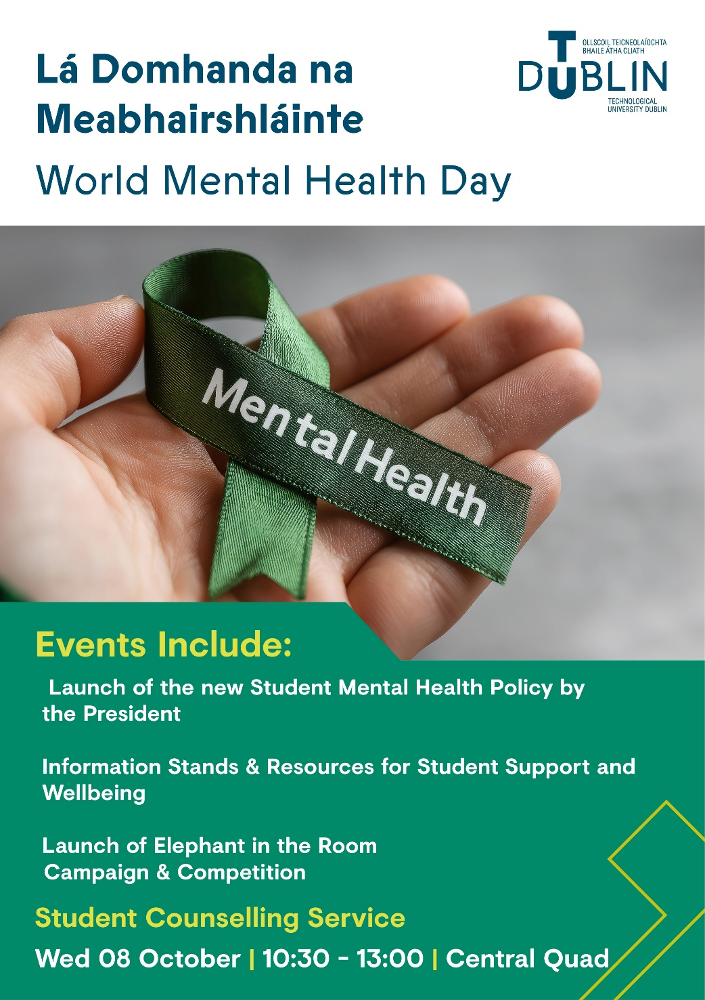 Lá Domhanda na
Meabhairshláinte
World Mental Health Day
T
DUBLIN
OLLSCOIL TEICNEOLAÍOCHTA
BHAILE ÁTHA CLIATH
TECHNOLOGICAL
UNIVERSITY DUBLIN
Mental Health
Events Include:
Launch of the new Student Mental Health Policy by
the President
Information Stands & Resources for Student Support and
Wellbeing
Launch of Elephant in the Room
Campaign & Competition
Student Counselling Service
Wed 08 October | 10:30 - 13:00 | Central Quad